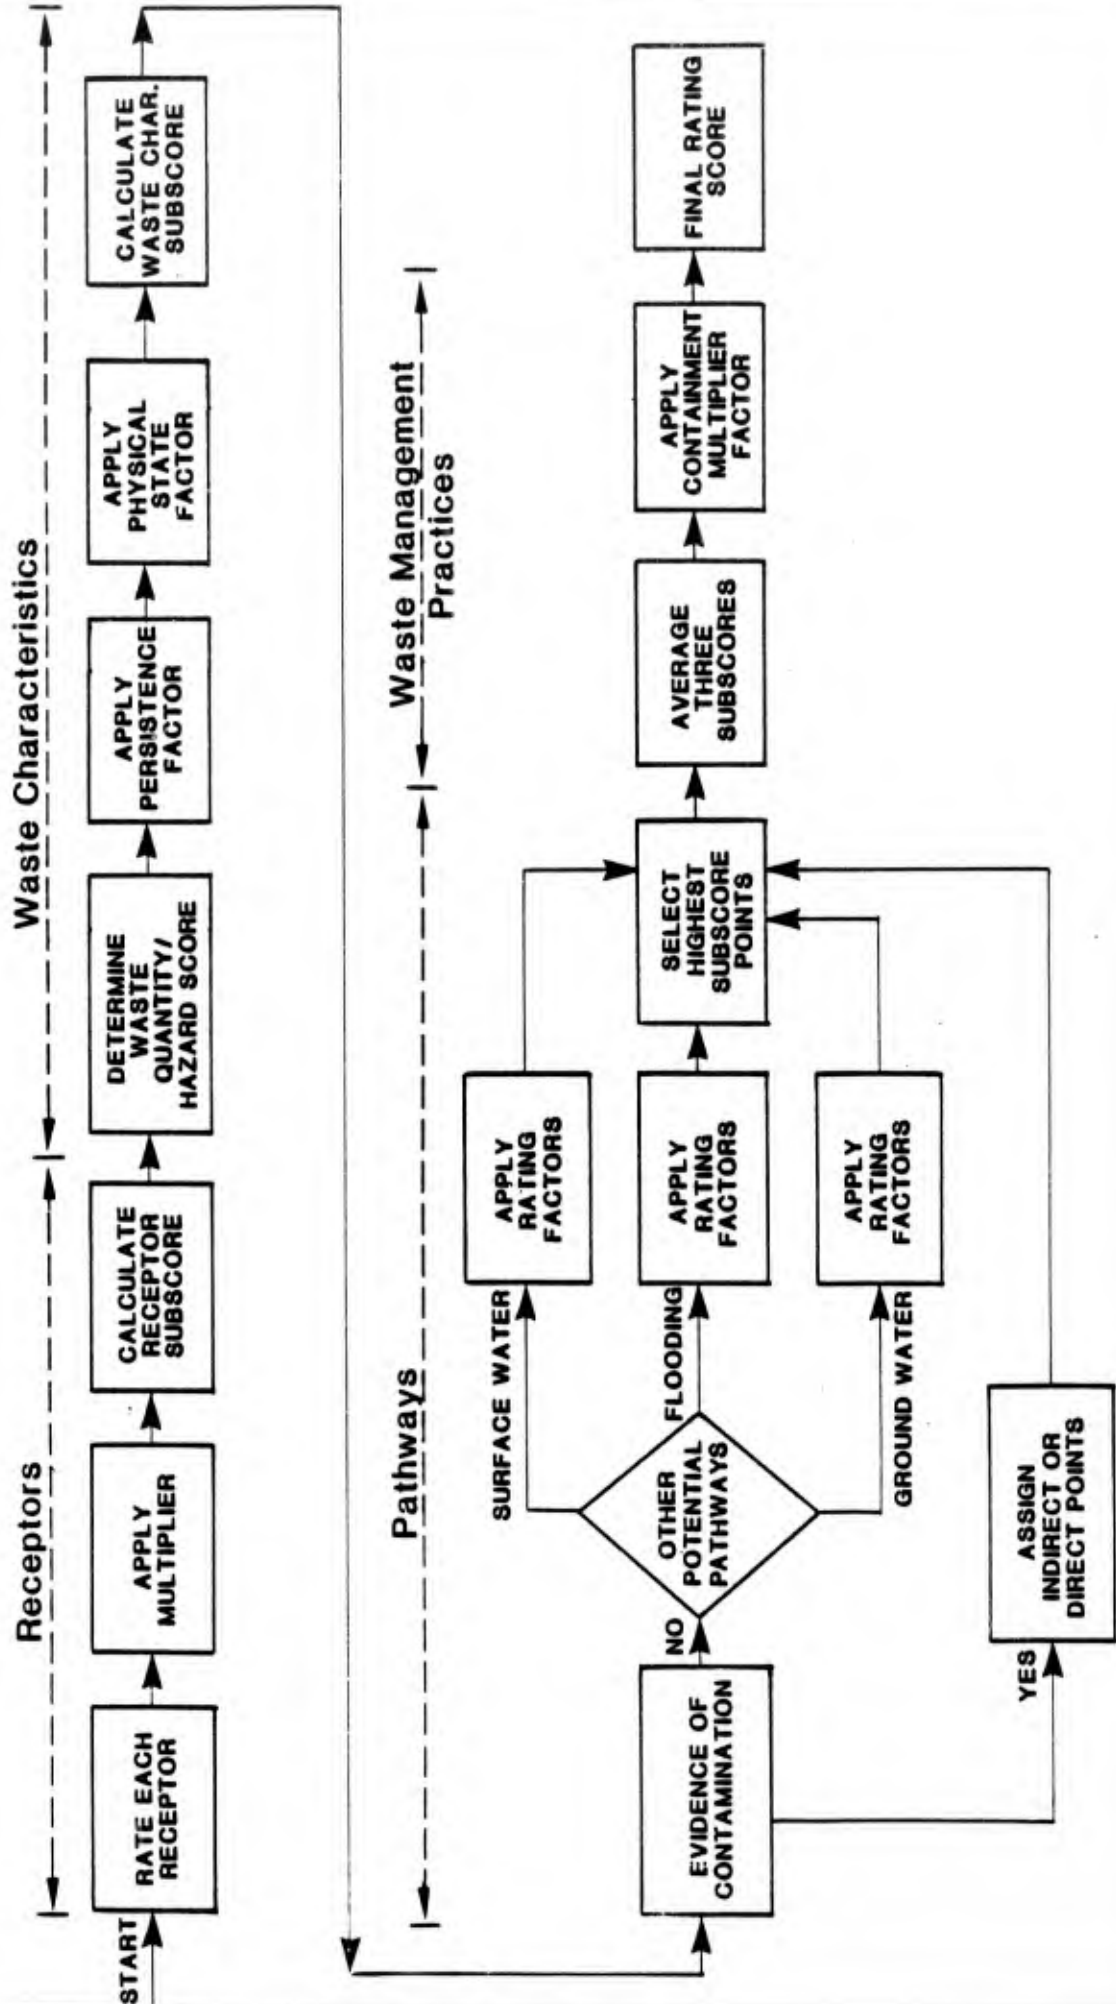 Receptors
Waste Characteristics
START
RATE EACH
RECEPTOR
APPLY
MULTIPLIER
CALCULATE
RECEPTOR
SUBSCORE
DETERMINE
WASTE
QUANTITY/
HAZARD SCORE
APPLY
PERSISTENCE
FACTOR
APPLY
PHYSICAL
STATE
FACTOR
CALCULATE
WASTE CHAR.
SUBSCORE
Pathways
Waste Management
Practices
EVIDENCE OF
CONTAMINATION
NO
YES
OTHER
POTENTIAL
PATHWAYS
SURFACE WATER
FLOODING
GROUND WATER
ASSIGN
INDIRECT OR
DIRECT POINTS
APPLY
RATING
FACTORS
APPLY
RATING
FACTORS
APPLY
RATING
FACTORS
SELECT
HIGHEST
SUBSCORE
POINTS
AVERAGE
THREE
SUBSCORES
APPLY
CONTAINMENT
MULTIPLIER
FACTOR
FINAL RATING
SCORE